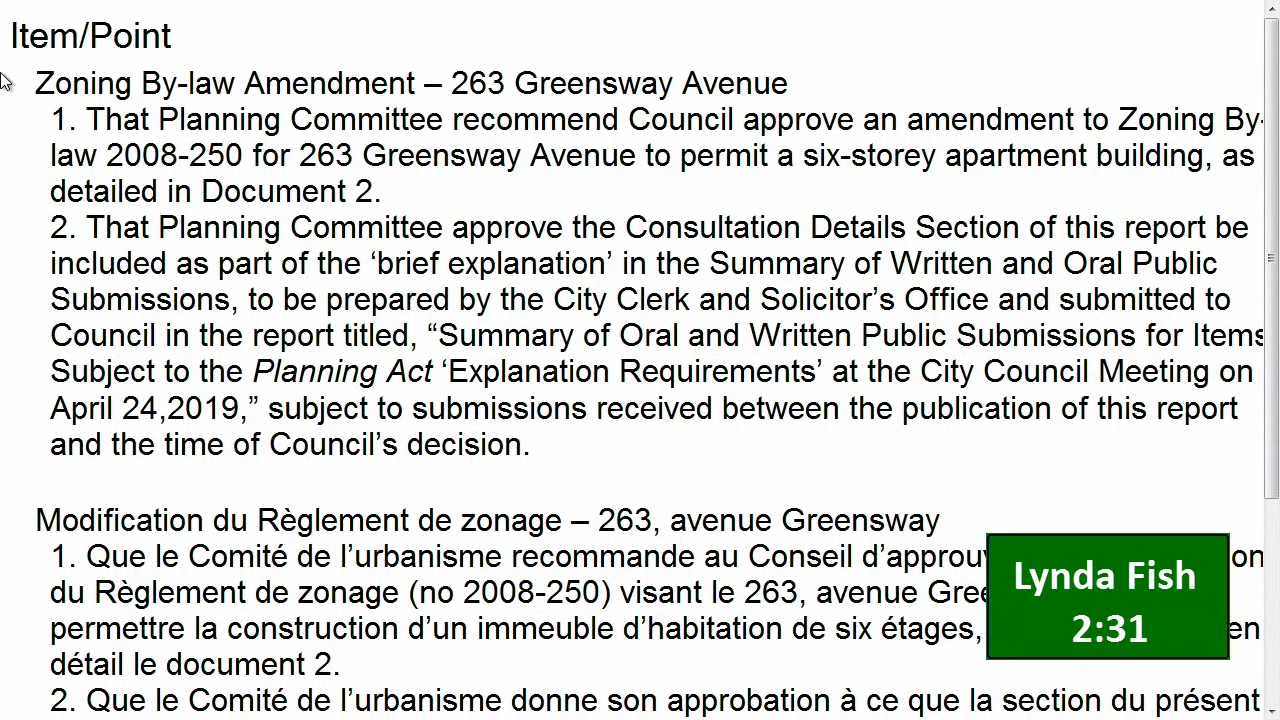 Item/Point
Zoning By-law Amendment – 263 Greensway Avenue
1. That Planning Committee recommend Council approve an amendment to Zoning By-
law 2008-250 for 263 Greensway Avenue to permit a six-storey apartment building, as
detailed in Document 2.
2. That Planning Committee approve the Consultation Details Section of this report be
included as part of the ‘brief explanation’ in the Summary of Written and Oral Public
Submissions, to be prepared by the City Clerk and Solicitor’s Office and submitted to
Council in the report titled, “Summary of Oral and Written Public Submissions for Items
Subject to the Planning Act ‘Explanation Requirements’ at the City Council Meeting on
April 24,2019,” subject to submissions received between the publication of this report
and the time of Council’s decision.
Modification du Règlement de zonage – 263, avenue Greensway
1. Que le Comité de l’urbanisme recommande au Conseil d’approuv on
du Règlement de zonage (no 2008-250) visant le 263, avenue Gree
permettre la construction d’un immeuble d’habitation de six étages, en
détail le document 2.
2. Que le Comité de l’urbanisme donne son approbation à ce que la section du présent
Lynda Fish
2:31